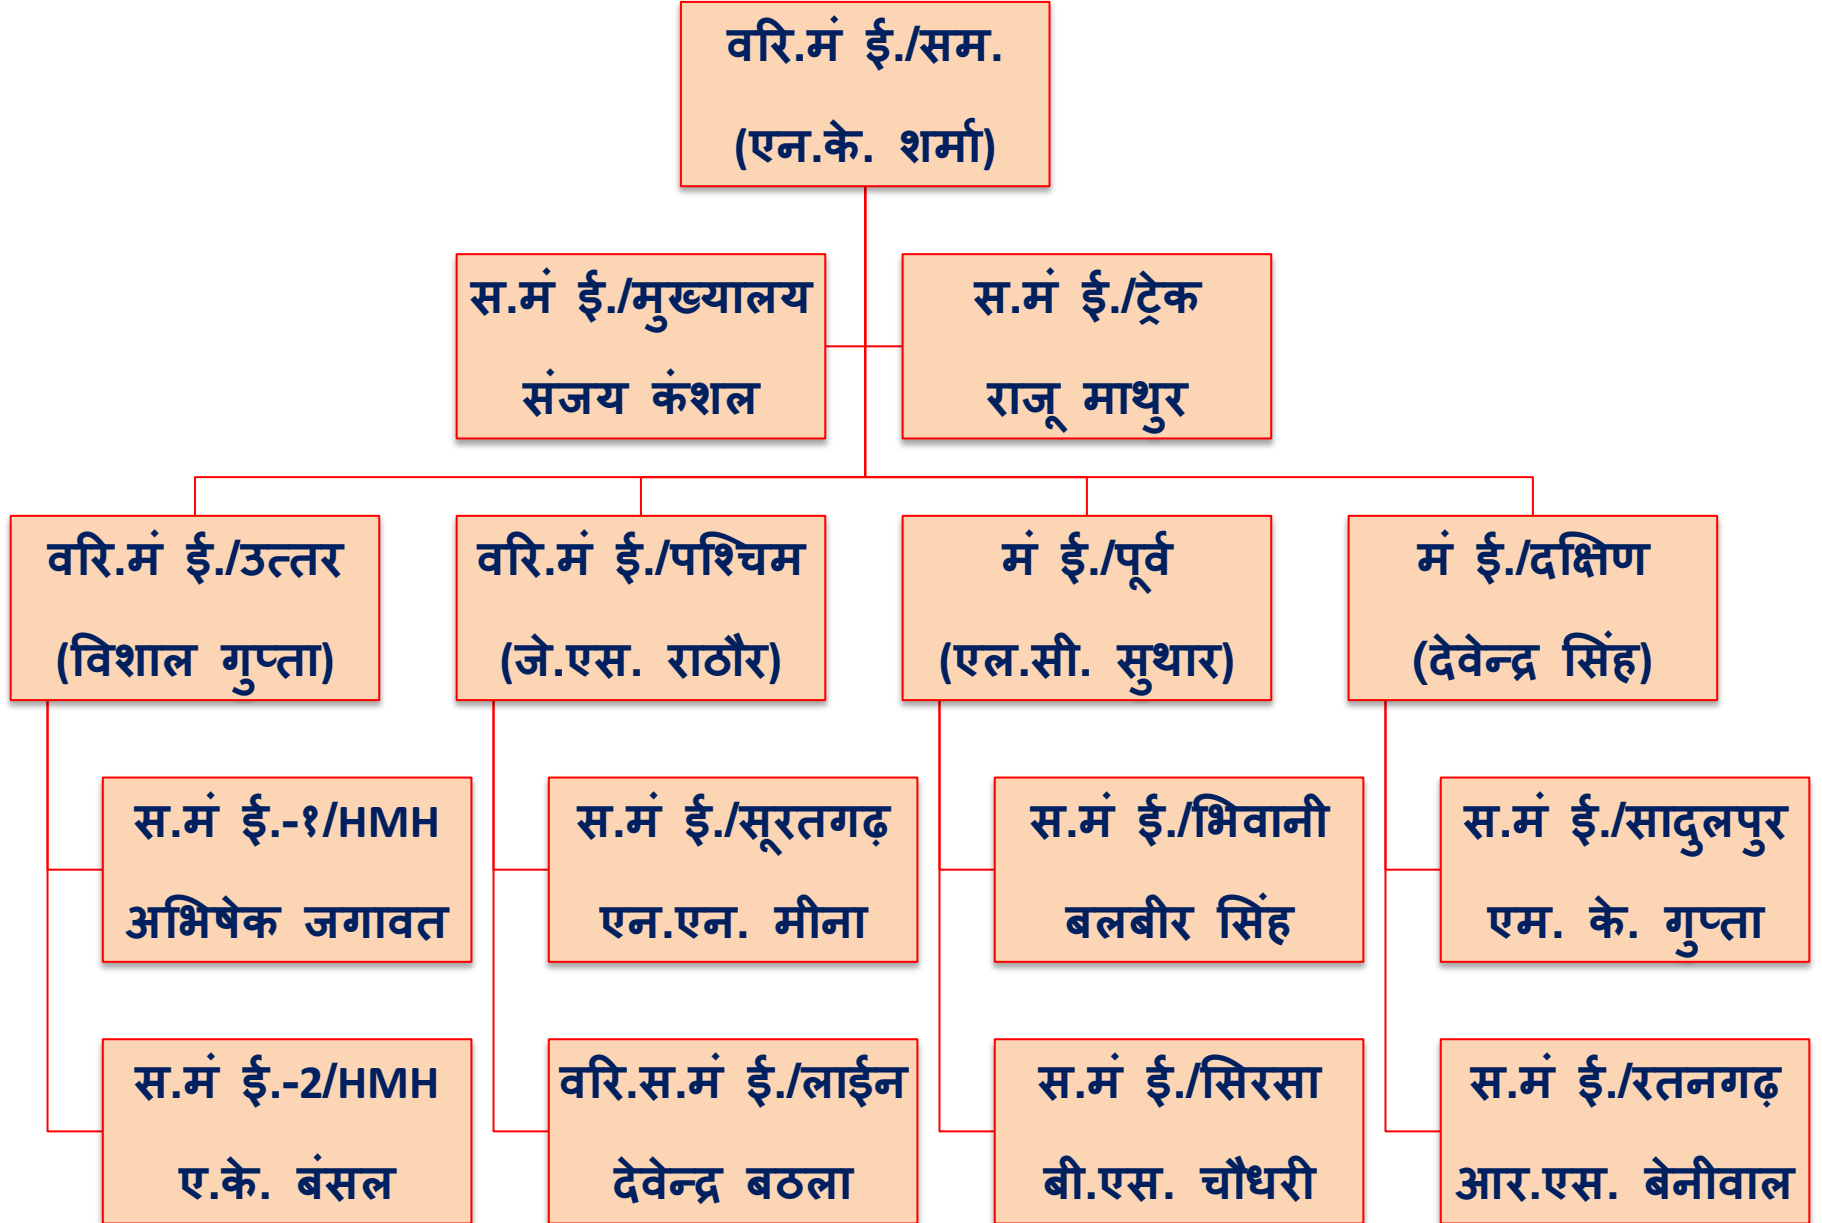 वरि.मं ई./सम.
(एन.के. शर्मा)
स.मं ई./मुख्यालय
संजय कंशल
स.मं ई./ट्रेक
राजू माथुर
वरि.मं ई./उत्तर
(विशाल गुप्ता)
वरि.मं ई./पश्चिम
(जे.एस. राठौर)
मं ई./पूर्व
(एल.सी. सुथार)
मं ई./दक्षिण
(देवेन्द्र सिंह)
स.मं ई.-१/HMH
अभिषेक जगावत
स.मं ई./सूरतगढ़
एन.एन. मीना
स.मं ई./भिवानी
बलबीर सिंह
स.मं ई./सादुलपुर
एम. के. गुप्ता
स.मं ई.-2/HMH
ए.के. बंसल
वरि.स.मं ई./लाईन
देवेन्द्र बठला
स.मं ई./सिरसा
बी.एस. चौधरी
स.मं ई./रतनगढ़
आर.एस. बेनीवाल